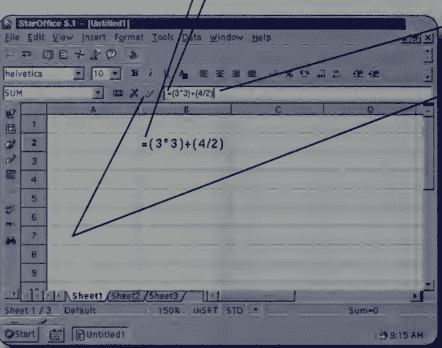 StarOffice 5.1 - [Untitled1]
File Edit View Insert Format Tools Data Window Help
helvetica 10 B i
SUM =(3*3)+(4/2)
A B C D
1
2 =(3*3)+(4/2)
3
4
5
6
7
8
9
Sheet1 Sheet2 Sheet3
Sheet 1 / 3 Default 150% INSRT STD * Sum=0
Start Untitled1 9:15 AM